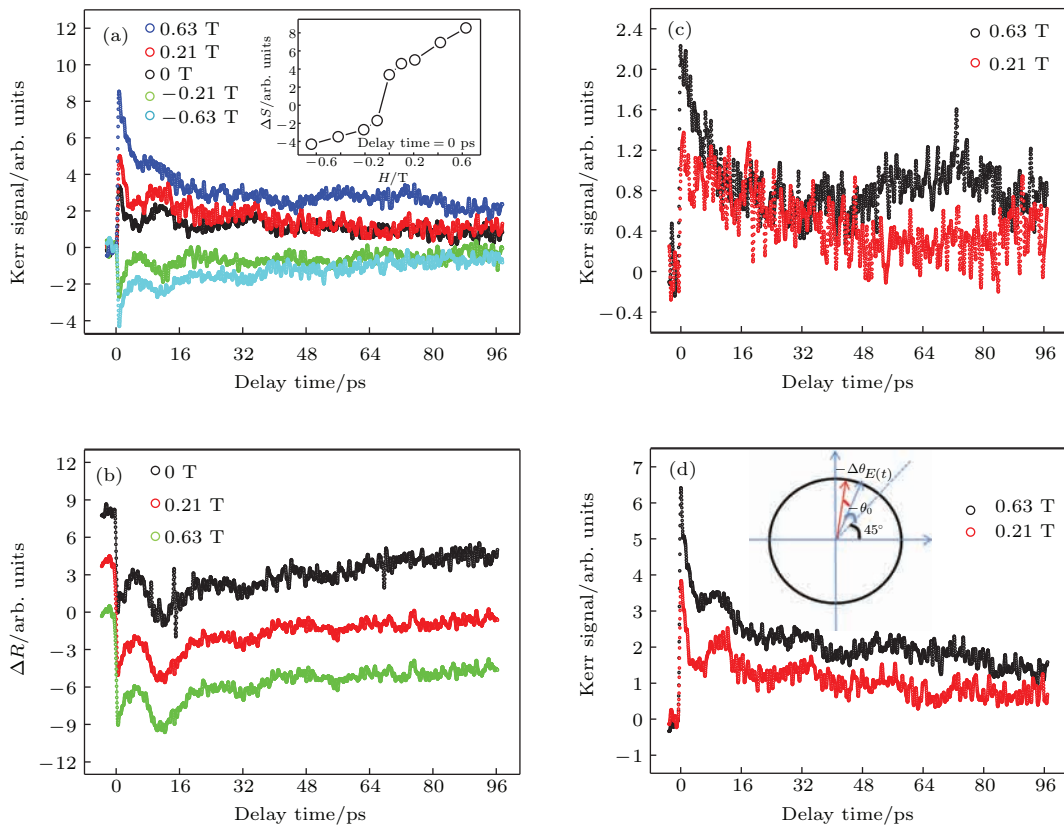 (a)
0.63 T
0.21 T
0 T
−0.21 T
−0.63 T
12
10
8
6
4
2
0
−2
−4
Kerr signal/arb. units
0 16 32 48 64 80 96
Delay time/ps
8
6
4
2
0
−2
−4
ΔS/arb. units
Delay time = 0 ps
−0.6 −0.2 0.2 0.6
H/T
(c)
0.63 T
0.21 T
2.4
2.0
1.6
1.2
0.8
0.4
0
−0.4
Kerr signal/arb. units
0 16 32 48 64 80 96
Delay time/ps
(b)
0 T
0.21 T
0.63 T
12
9
6
3
0
−3
−6
−9
−12
ΔR/arb. units
0 16 32 48 64 80 96
Delay time/ps
(d)
0.63 T
0.21 T
7
6
5
4
3
2
1
0
−1
Kerr signal/arb. units
−ΔθE(t)
−θ0
45°
0 16 32 48 64 80 96
Delay time/ps